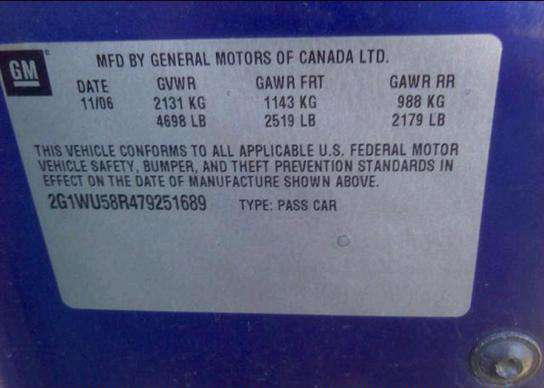 GM
MFD BY GENERAL MOTORS OF CANADA LTD.
DATE GVWR GAWR FRT GAWR RR
11/06 2131 KG 1143 KG 988 KG
4698 LB 2519 LB 2179 LB
THIS VEHICLE CONFORMS TO ALL APPLICABLE U.S. FEDERAL MOTOR
VEHICLE SAFETY, BUMPER, AND THEFT PREVENTION STANDARDS IN
EFFECT ON THE DATE OF MANUFACTURE SHOWN ABOVE.
2G1WU58R479251689 TYPE: PASS CAR